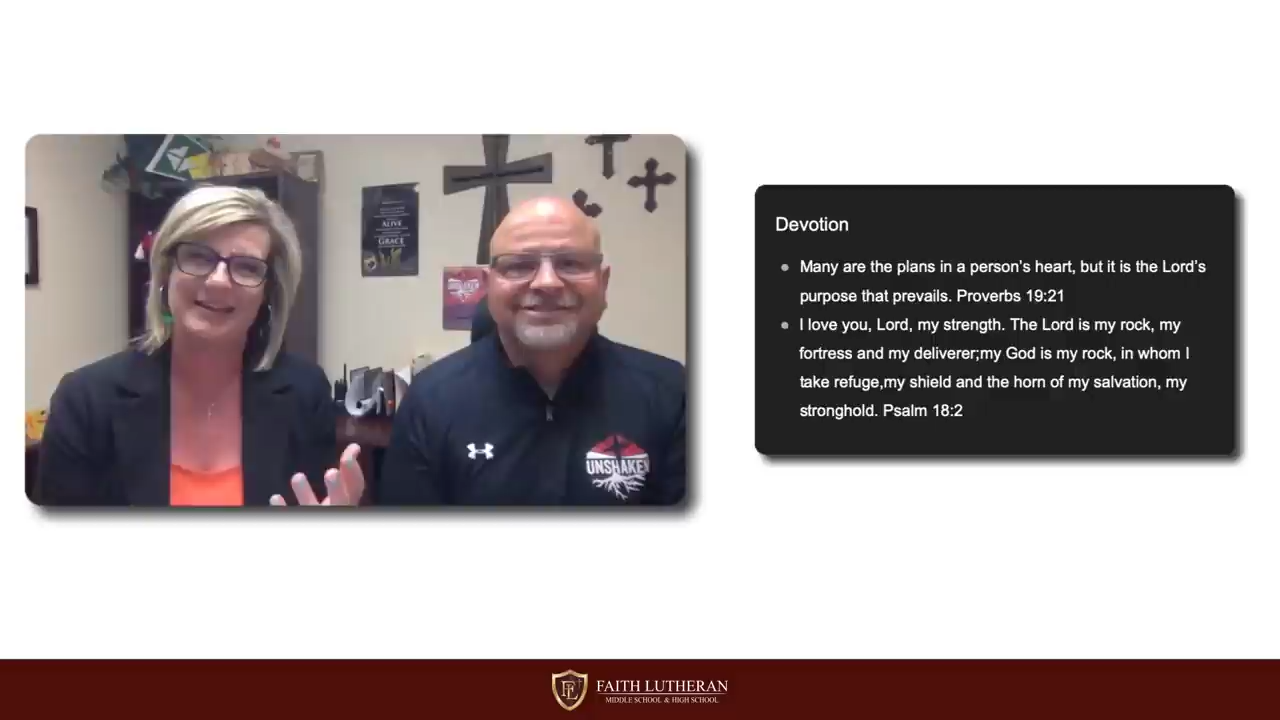 ALIVE
GRACE
UNSHAKEN
Devotion
Many are the plans in a person's heart, but it is the Lord's
purpose that prevails. Proverbs 19:21
I love you, Lord, my strength. The Lord is my rock, my
fortress and my deliverer;my God is my rock, in whom I
take refuge,my shield and the horn of my salvation, my
stronghold. Psalm 18:2
FL
FAITH LUTHERAN
MIDDLE SCHOOL & HIGH SCHOOL